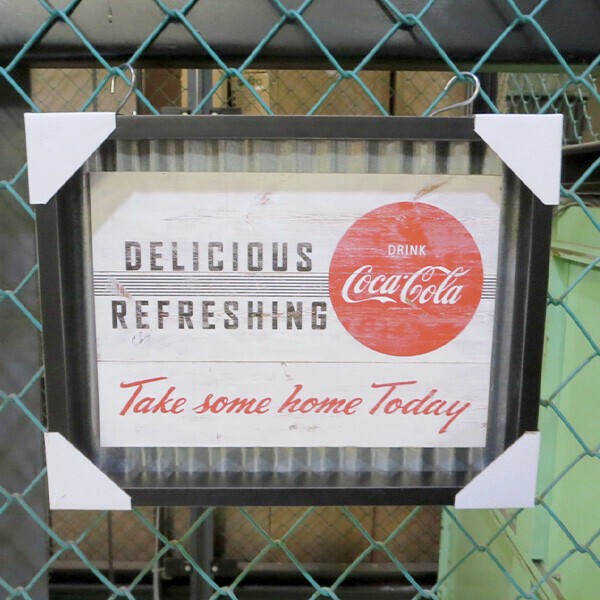 DELICIOUS
REFRESHING
DRINK
Coca-Cola
Take some home Today